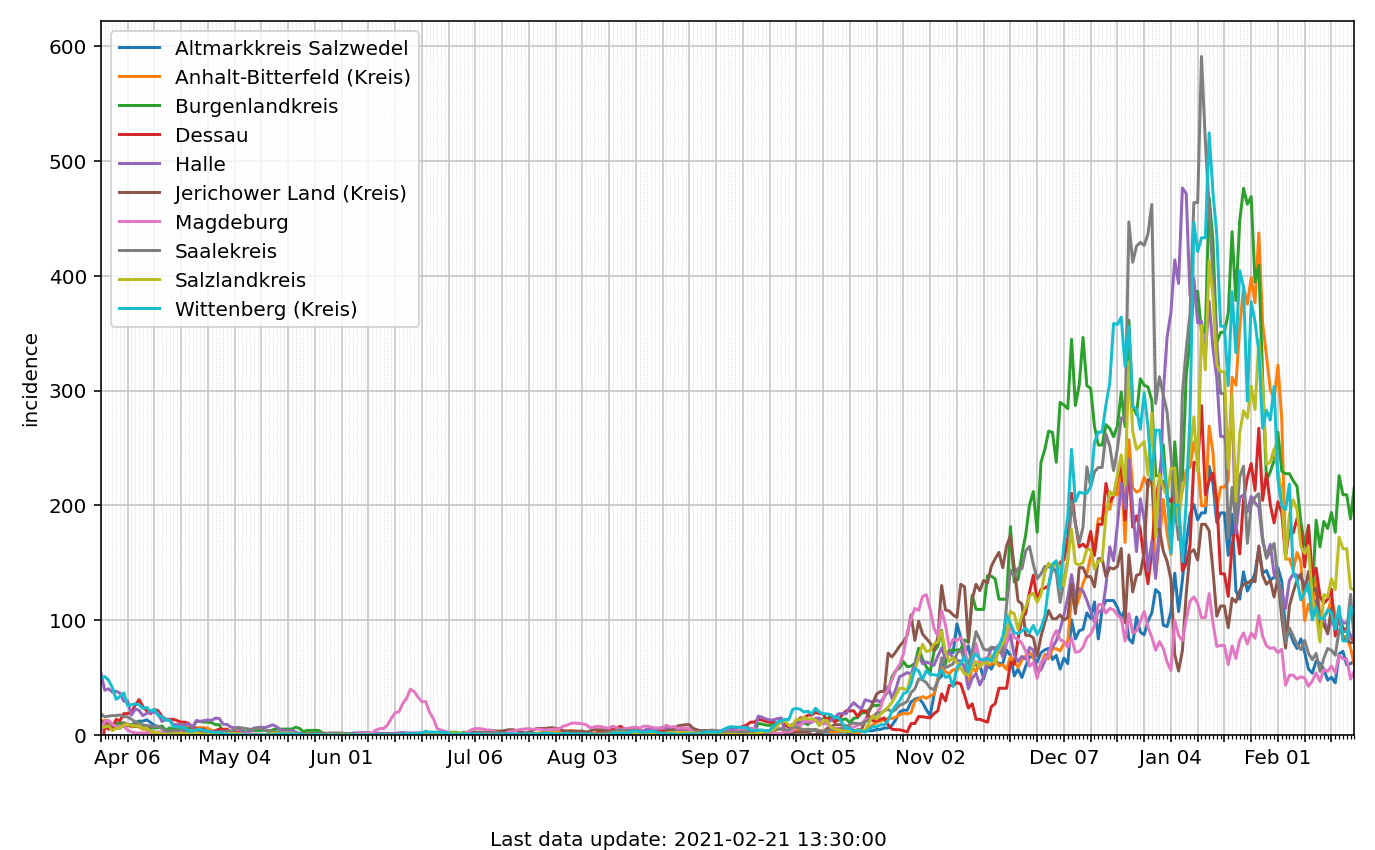 600
500
400
300
200
100
0
incidence
Altmarkkreis Salzwedel
Anhalt-Bitterfeld (Kreis)
Burgenlandkreis
Dessau
Halle
Jerichower Land (Kreis)
Magdeburg
Saalekreis
Salzlandkreis
Wittenberg (Kreis)
Apr 06 May 04 Jun 01 Jul 06 Aug 03 Sep 07 Oct 05 Nov 02 Dec 07 Jan 04 Feb 01
Last data update: 2021-02-21 13:30:00